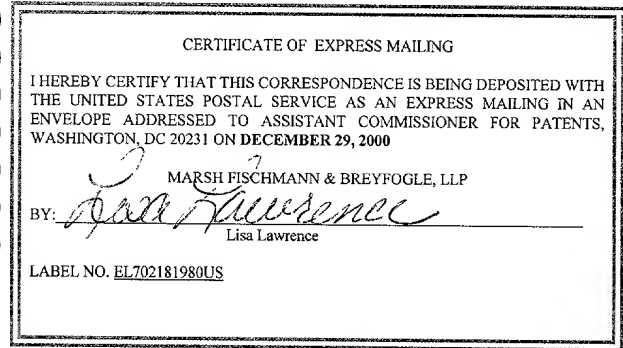 CERTIFICATE OF EXPRESS MAILING
I HEREBY CERTIFY THAT THIS CORRESPONDENCE IS BEING DEPOSITED WITH
THE UNITED STATES POSTAL SERVICE AS AN EXPRESS MAILING IN AN
ENVELOPE ADDRESSED TO ASSISTANT COMMISSIONER FOR PATENTS,
WASHINGTON, DC 20231 ON DECEMBER 29, 2000
MARSH FISCHMANN & BREYFOGLE, LLP
BY: Lisa Lawrence
Lisa Lawrence
LABEL NO. EL702181980US